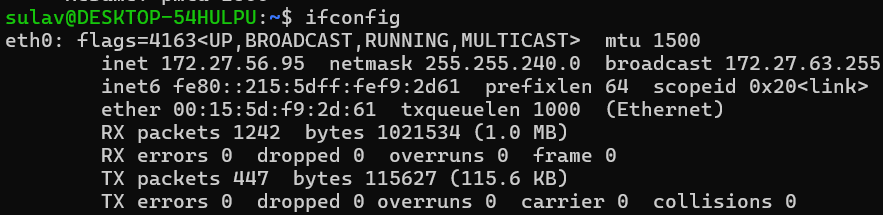 sulav@DESKTOP-54HULPU:~$ ifconfig
eth0: flags=4163<UP,BROADCAST,RUNNING,MULTICAST>  mtu 1500
        inet 172.27.56.95  netmask 255.255.240.0  broadcast 172.27.63.255
        inet6 fe80::215:5dff:fef9:2d61  prefixlen 64  scopeid 0x20<link>
        ether 00:15:5d:f9:2d:61  txqueuelen 1000  (Ethernet)
        RX packets 1242  bytes 1021534 (1.0 MB)
        RX errors 0  dropped 0  overruns 0  frame 0
        TX packets 447  bytes 115627 (115.6 KB)
        TX errors 0  dropped 0 overruns 0  carrier 0  collisions 0